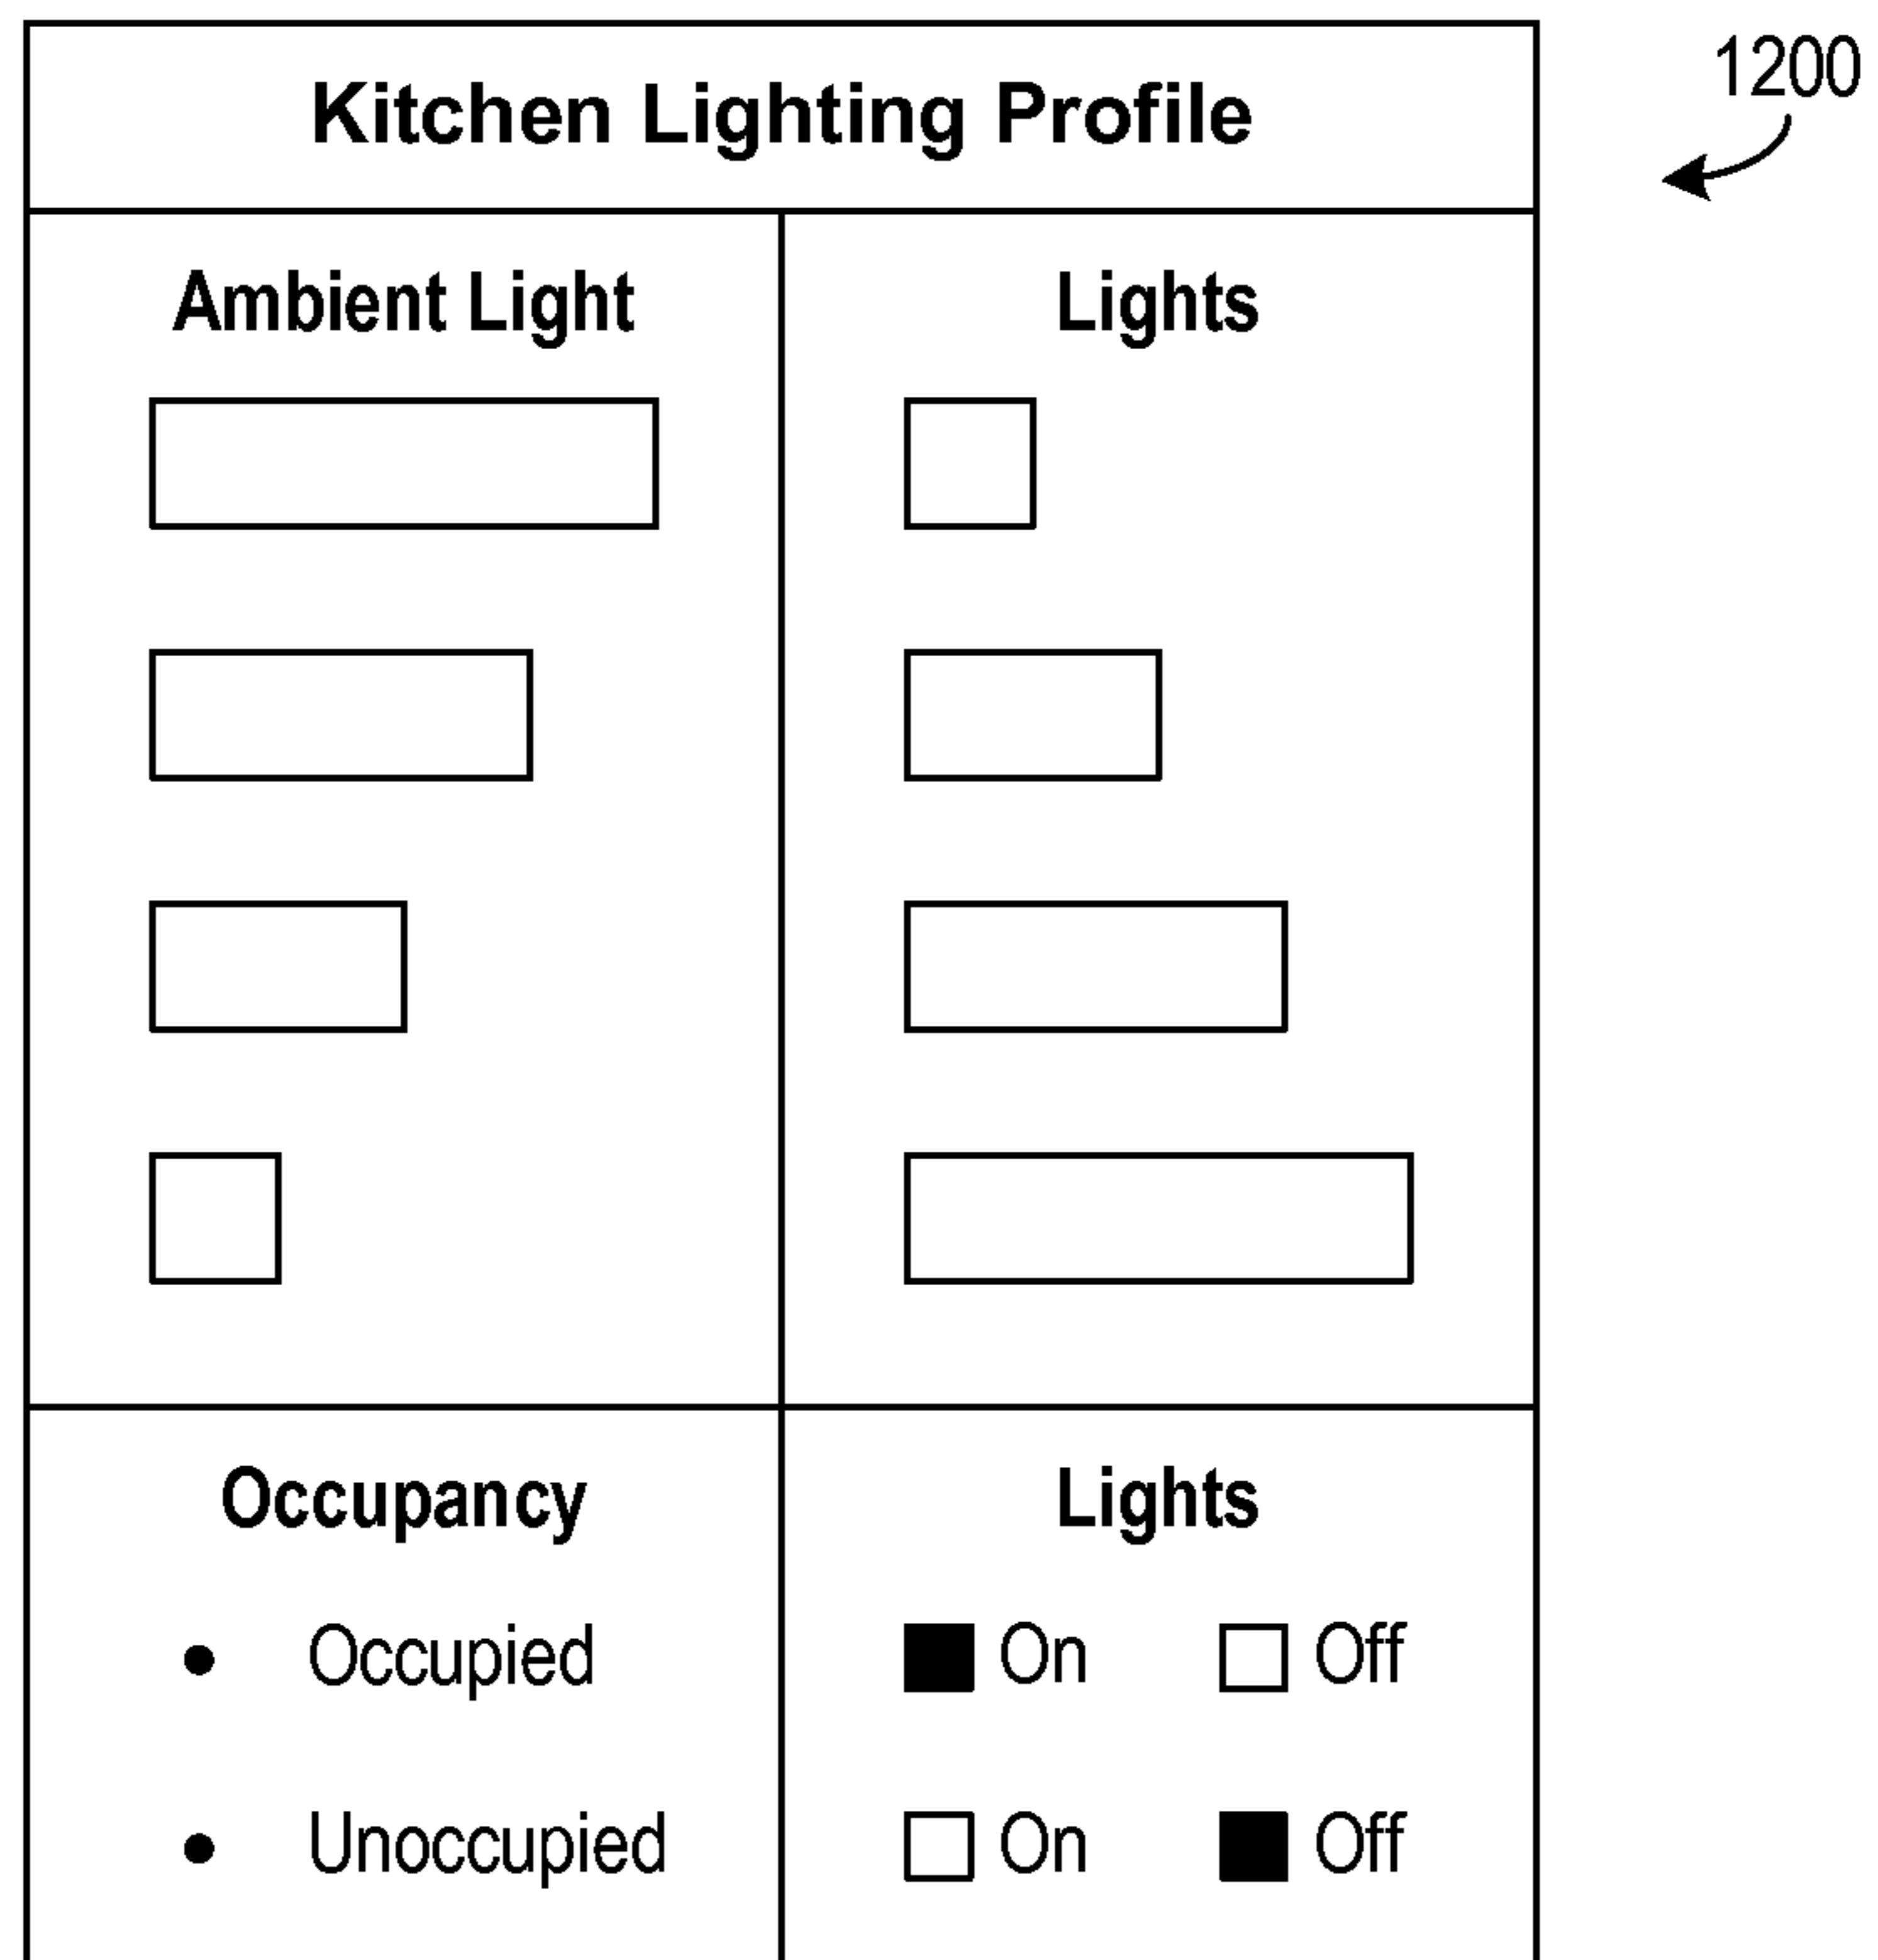 Kitchen Lighting Profile
1200
Ambient Light
Lights
Occupancy
Lights
• Occupied
On Off
• Unoccupied
On Off